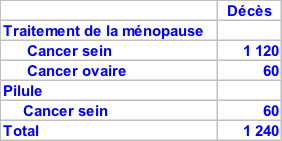 Décès
Traitement de la ménopause
Cancer sein 1 120
Cancer ovaire 60
Pilule
Cancer sein 60
Total 1 240